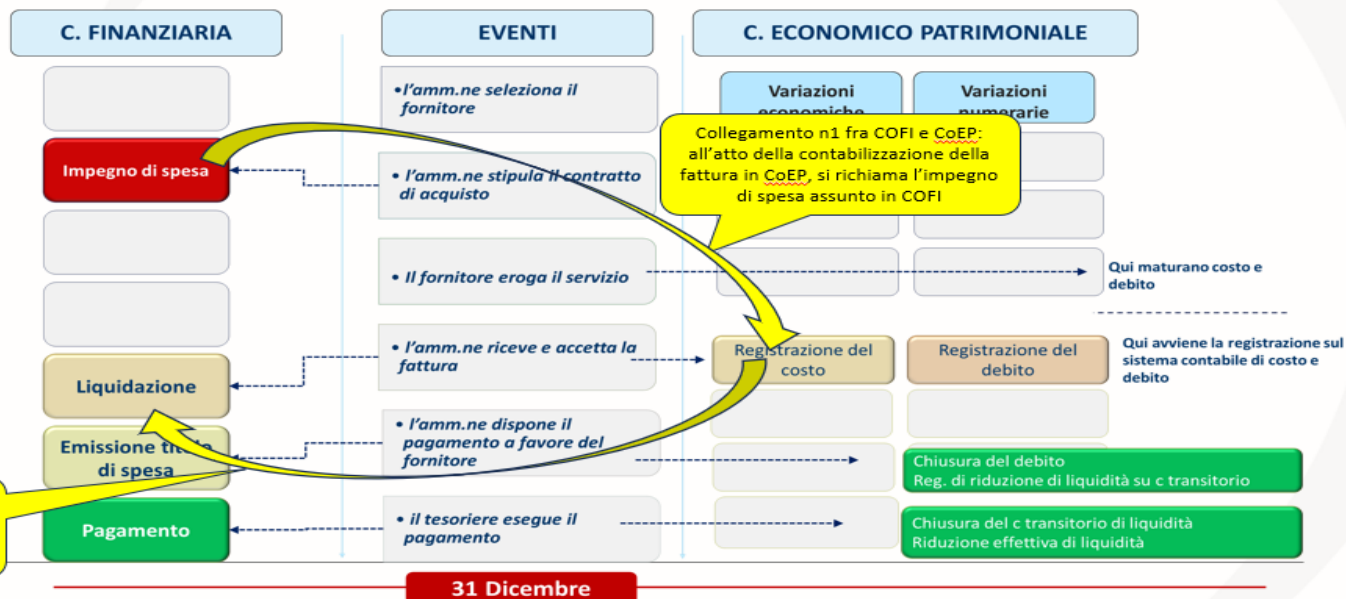 C. FINANZIARIA
EVENTI
C. ECONOMICO PATRIMONIALE
•l'amm.ne seleziona il
fornitore
Variazioni
economiche
Variazioni
numerarie
Impegno di spesa
• l'amm.ne stipula il contratto
di acquisto
Collegamento n1 fra COFI e CoEP:
all'atto della contabilizzazione della
fattura in CoEP, si richiama l'impegno
di spesa assunto in COFI
• Il fornitore eroga il servizio
Qui maturano costo e
debito
• l'amm.ne riceve e accetta la
fattura
Liquidazione
Registrazione del
costo
Registrazione del
debito
Qui avviene la registrazione sul
sistema contabile di costo e
debito
• l'amm.ne dispone il
pagamento a favore del
fornitore
Emissione titolo
di spesa
Chiusura del debito
Reg. di riduzione di liquidità su c transitorio
Pagamento
• il tesoriere esegue il
pagamento
Chiusura del c transitorio di liquidità
Riduzione effettiva di liquidità
31 Dicembre